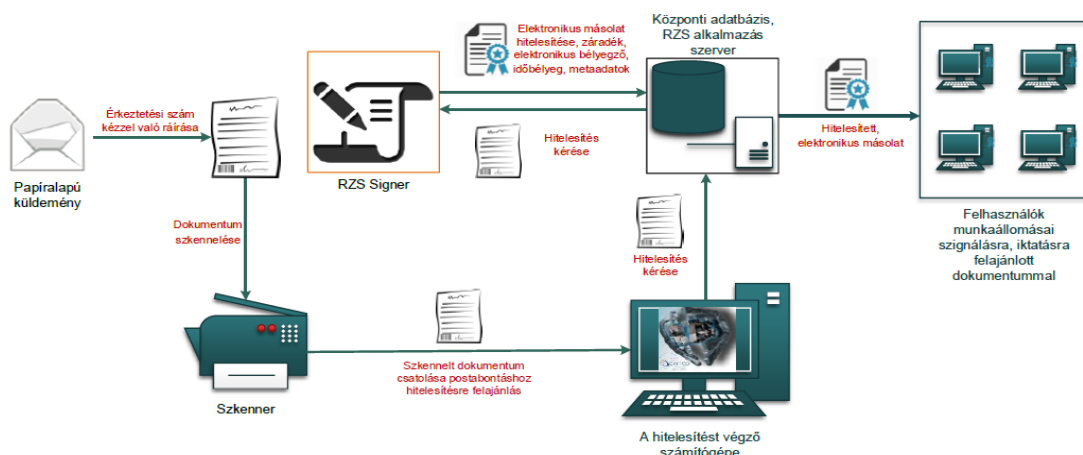 Papíralapú
küldemény
Érkeztetési szám
kézzel való ráírása
Dokumentum
szkennelése
Szkenner
Szkennelt dokumentum
csatolása postabontáshoz
hitelesítésre felajánlás
A hitelesítést végző
számítógépe
Hitelesítés
kérése
RZS Signer
Hitelesítés
kérése
Elektronikus másolat
hitelesítése, záradék,
elektronikus bélyegző,
időbélyeg, metaadatok
Központi adatbázis,
RZS alkalmazás
szerver
Hitelesített,
elektronikus másolat
Felhasználók
munkaállomásai
szignálásra, iktatásra
felajánlott
dokumentummal